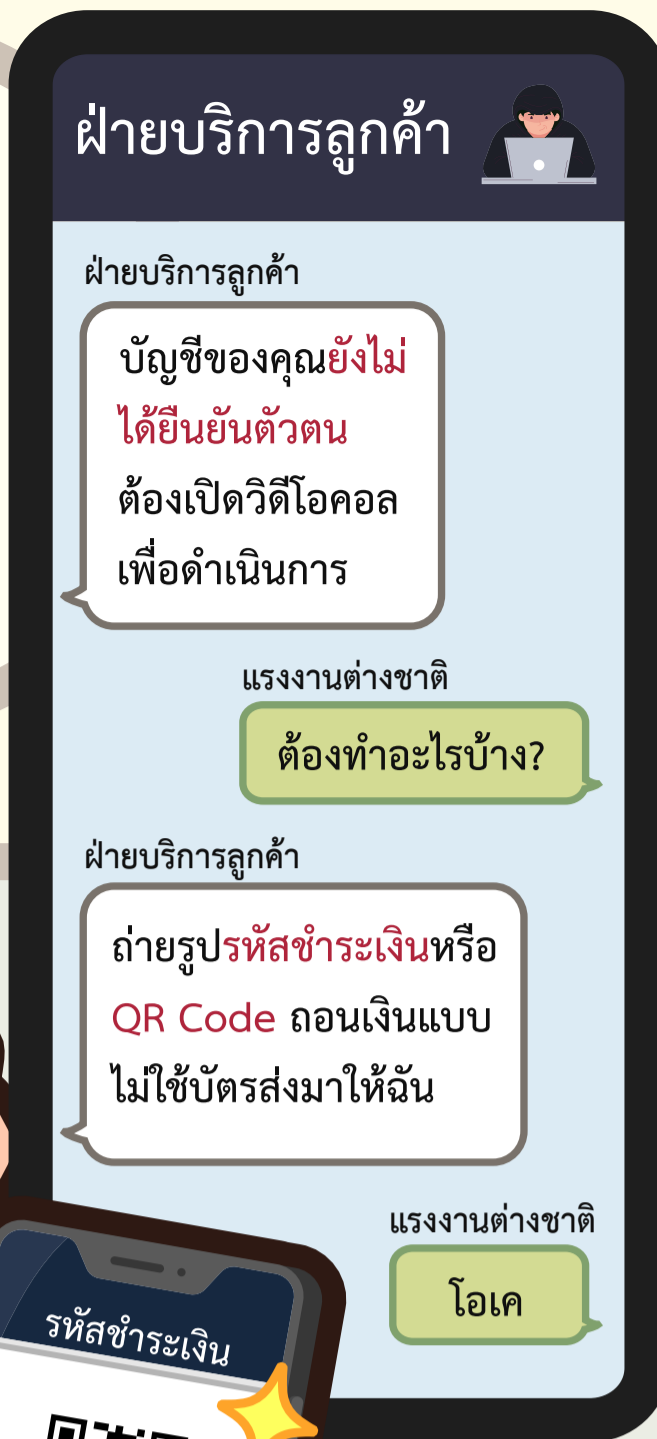 ฝ่ายบริการลูกค้า
ฝ่ายบริการลูกค้า
บัญชีของคุณยังไม่
ได้ยืนยันตัวตน
ต้องเปิดวิดีโอคอล
เพื่อดำเนินการ
แรงงานต่างชาติ
ต้องทำอะไรบ้าง?
ฝ่ายบริการลูกค้า
ถ่ายรูปรหัสชำระเงินหรือ
QR Code ถอนเงินแบบ
ไม่ใช้บัตรส่งมาให้ฉัน
แรงงานต่างชาติ
โอเค
รหัสชำระเงิน